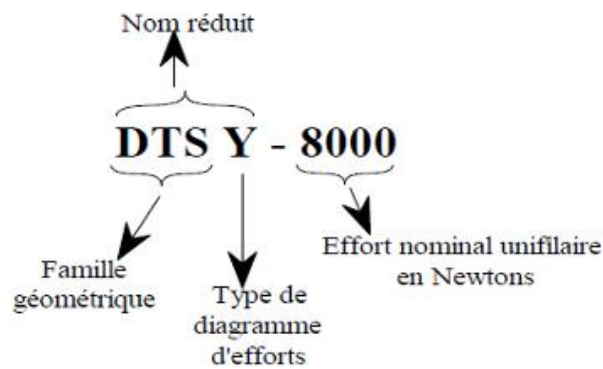 Nom réduit
DTS Y - 8000
Famille
géométrique
Type de
diagramme
d'efforts
Effort nominal unifilaire
en Newtons